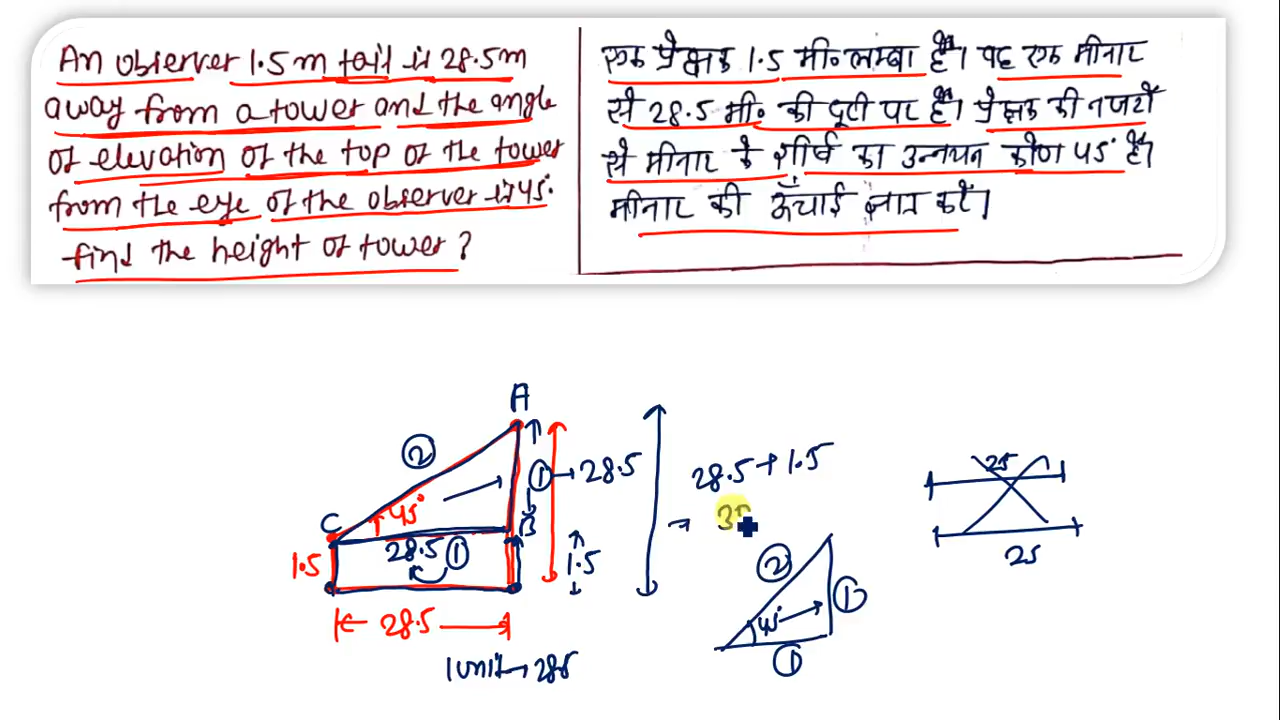 An observer 1.5 m tall is 28.5m
away from a tower and the angle
of elevation of the top of the tower
from the eye of the observer is 45°.
find the height of tower?
एक प्रेक्षक 1.5 मी॰ लम्बा है। वह एक मीनार
से 28.5 मी॰ की दूरी पर है। प्रेक्षक की नजरों
से मीनार के शीर्ष का उन्नयन कोण 45° है।
मीनार की ऊँचाई ज्ञात करें।
A
2
1 → 28.5
28.5 + 1.5
25
C
45°
B
28.5 1
1.5
1.5
25
2
1
45°
1
28.5
1 Unit → 28.5